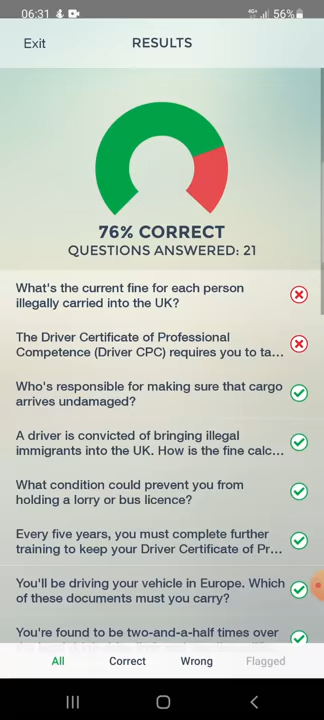 06:31
4G+
56%
Exit
RESULTS
76% CORRECT
QUESTIONS ANSWERED: 21
What's the current fine for each person
illegally carried into the UK?
The Driver Certificate of Professional
Competence (Driver CPC) requires you to ta...
Who's responsible for making sure that cargo
arrives undamaged?
A driver is convicted of bringing illegal
immigrants into the UK. How is the fine calc...
What condition could prevent you from
holding a lorry or bus licence?
Every five years, you must complete further
training to keep your Driver Certificate of Pr...
You'll be driving your vehicle in Europe. Which
of these documents must you carry?
You're found to be two-and-a-half times over
All
Correct
Wrong
Flagged